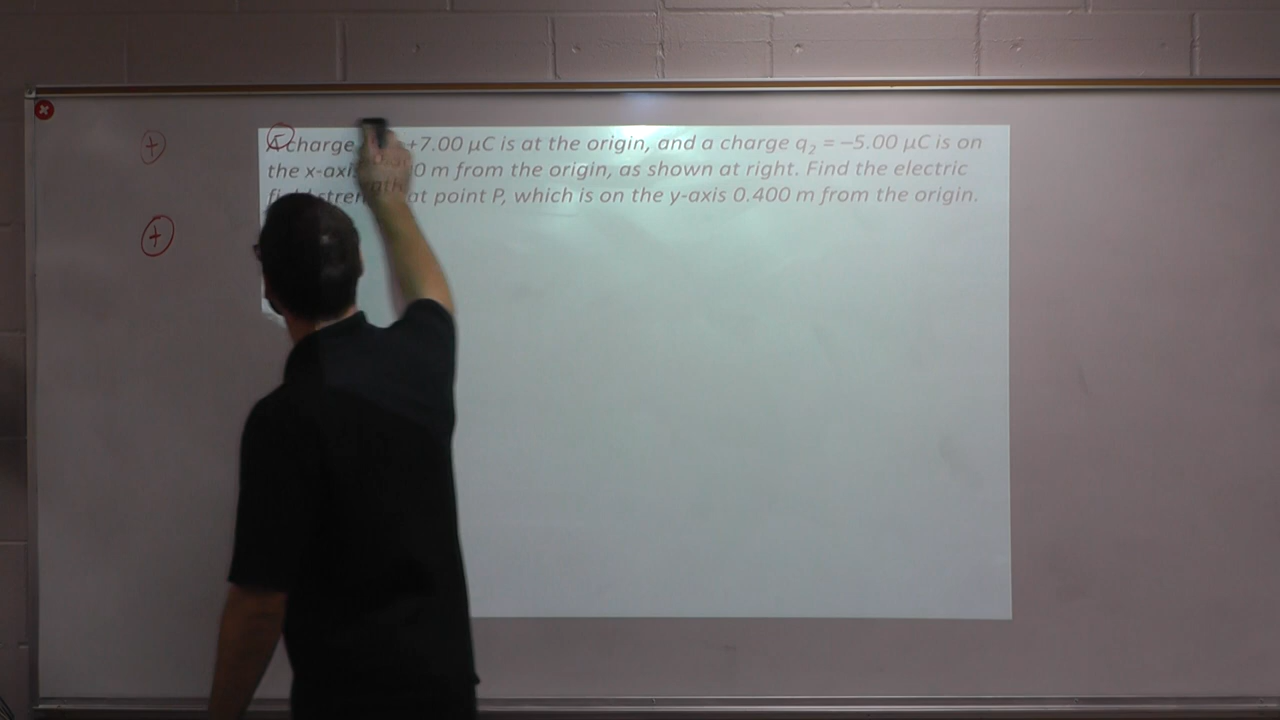 +
+
A charge +7.00 μC is at the origin, and a charge q₂ = −5.00 μC is on
the x-axis 0 m from the origin, as shown at right. Find the electric
at point P, which is on the y-axis 0.400 m from the origin.